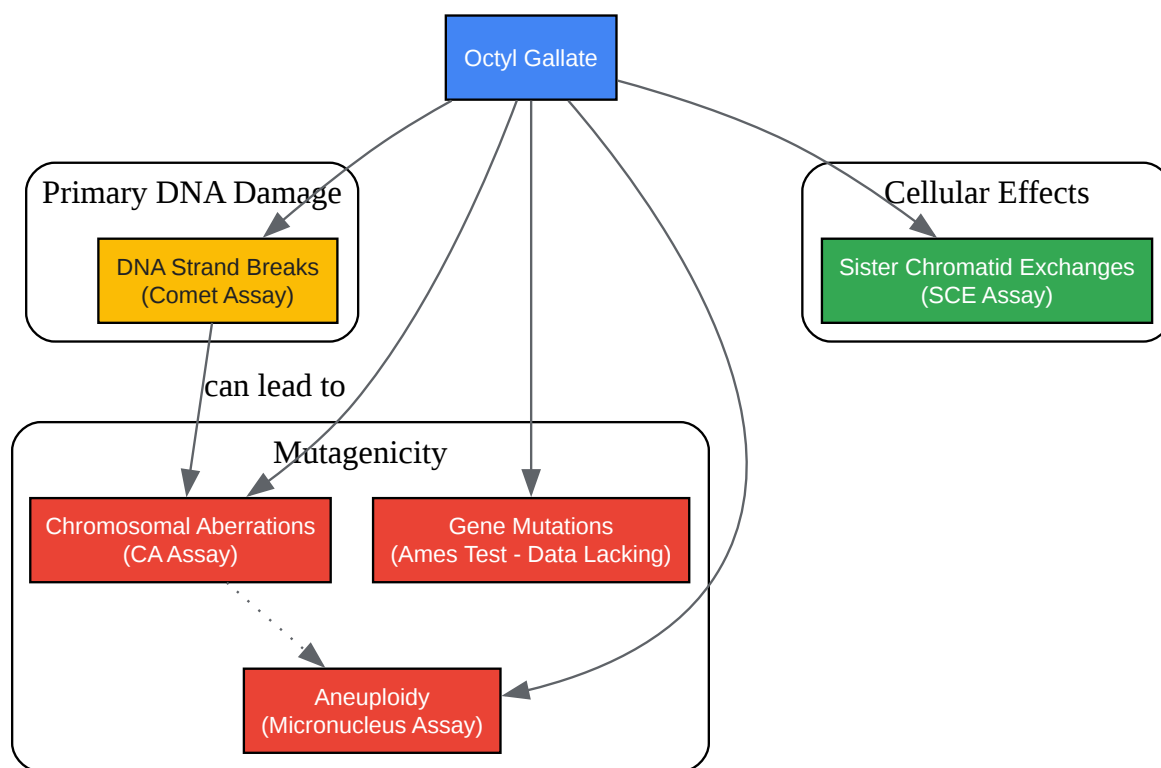 Octyl Gallate
Primary DNA Damage
Cellular Effects
DNA Strand Breaks
(Comet Assay)
Sister Chromatid Exchanges
(SCE Assay)
can lead to
Mutagenicity
Chromosomal Aberrations
(CA Assay)
Gene Mutations
(Ames Test - Data Lacking)
Aneuploidy
(Micronucleus Assay)